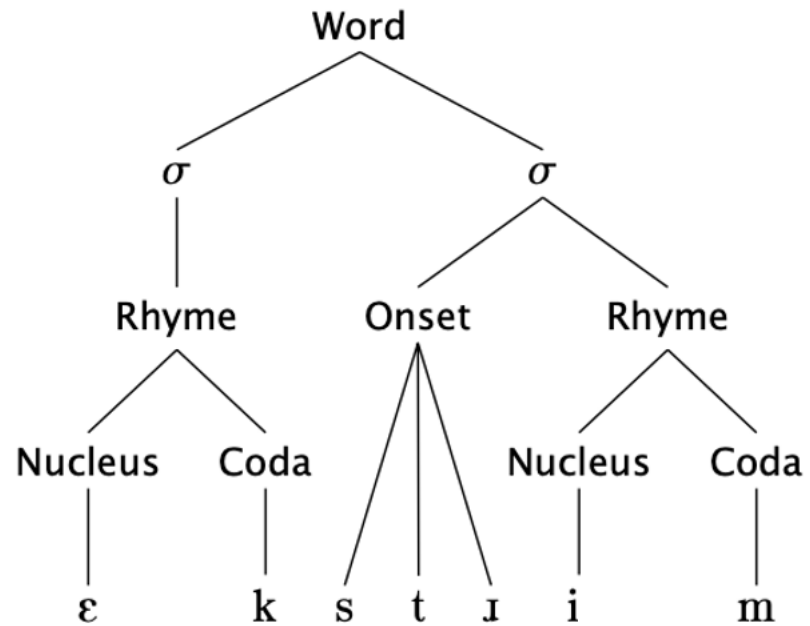 Word
σ σ
Rhyme Onset Rhyme
Nucleus Coda Nucleus Coda
ɛ k s t ɹ i m